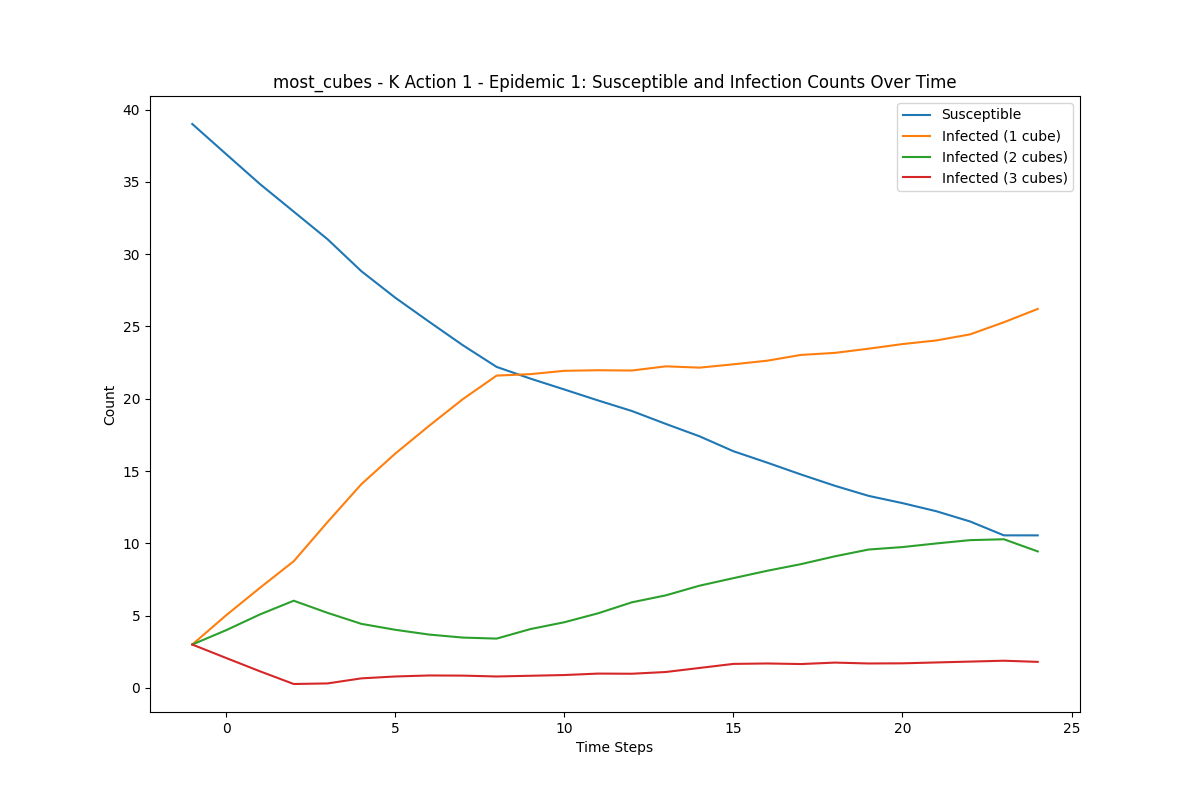 most_cubes - K Action 1 - Epidemic 1: Susceptible and Infection Counts Over Time
40
35
30
25
20
15
10
5
0
Count
Susceptible
Infected (1 cube)
Infected (2 cubes)
Infected (3 cubes)
0 5 10 15 20 25
Time Steps